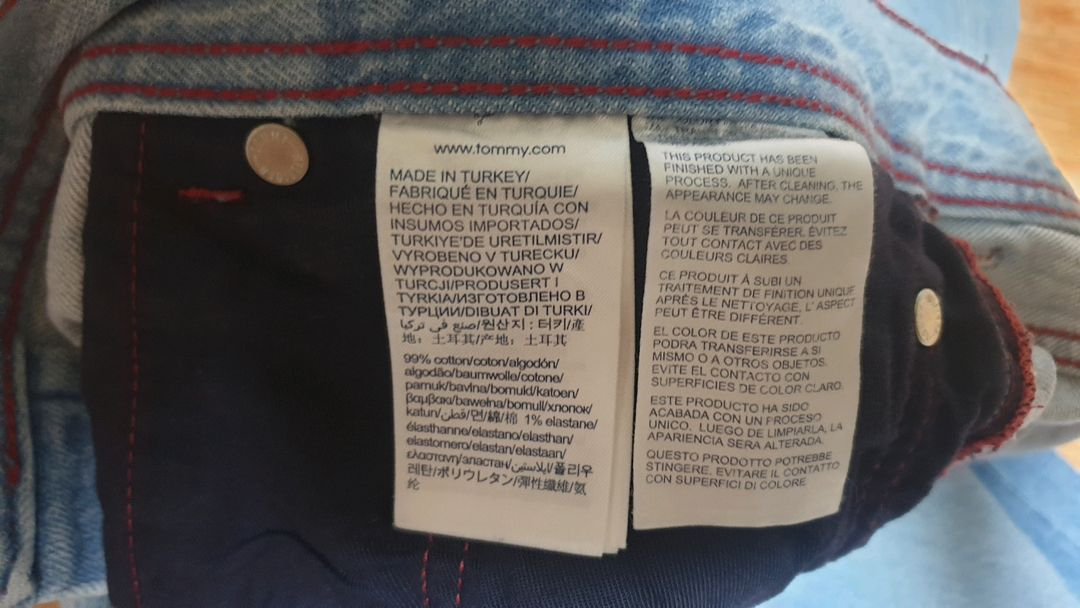 www.tommy.com
MADE IN TURKEY/
FABRIQUÉ EN TURQUIE/
HECHO EN TURQUÍA CON
INSUMOS IMPORTADOS/
TURKIYE'DE URETILMISTIR/
VYROBENO V TURECKU/
WYPRODUKOWANO W
TURCJI/PRODUSERT I
TYRKIA/ИЗГОТОВЛЕНО В
ТУРЦИИ/DIBUAT DI TURKI/
صنع في تركيا/원산지 : 터키/產
地: 土耳其/产地: 土耳其
99% cotton/coton/algodón/
algodão/baumwolle/cotone/
pamuk/bavlna/bomuld/katoen/
βαμβακι/bawełna/bomull/хлопок/
katun/قطن/면/綿/棉 1% elastane/
élasthanne/elastano/elasthan/
elastomero/elastan/elastaan/
ελαστανη/эластан/إيلاستين/폴리우
레탄/ポリウレタン/彈性纖維/氨
纶
THIS PRODUCT HAS BEEN
FINISHED WITH A UNIQUE
PROCESS. AFTER CLEANING, THE
APPEARANCE MAY CHANGE.
LA COULEUR DE CE PRODUIT
PEUT SE TRANSFÉRER. ÉVITEZ
TOUT CONTACT AVEC DES
COULEURS CLAIRES
CE PRODUIT À SUBI UN
TRAITEMENT DE FINITION UNIQUE
APRÈS LE NETTOYAGE, L' ASPECT
PEUT ÊTRE DIFFÉRENT.
EL COLOR DE ESTE PRODUCTO
PODRA TRANSFERIRSE A SI
MISMO O A OTROS OBJETOS.
EVITE EL CONTACTO CON
SUPERFICIES DE COLOR CLARO.
ESTE PRODUCTO HA SIDO
ACABADA CON UN PROCESO
UNICO. LUEGO DE LIMPIARLA, LA
APARIENCIA SERA ALTERADA.
QUESTO PRODOTTO POTREBBE
STINGERE, EVITARE IL CONTATTO
CON SUPERFICI DI COLORE